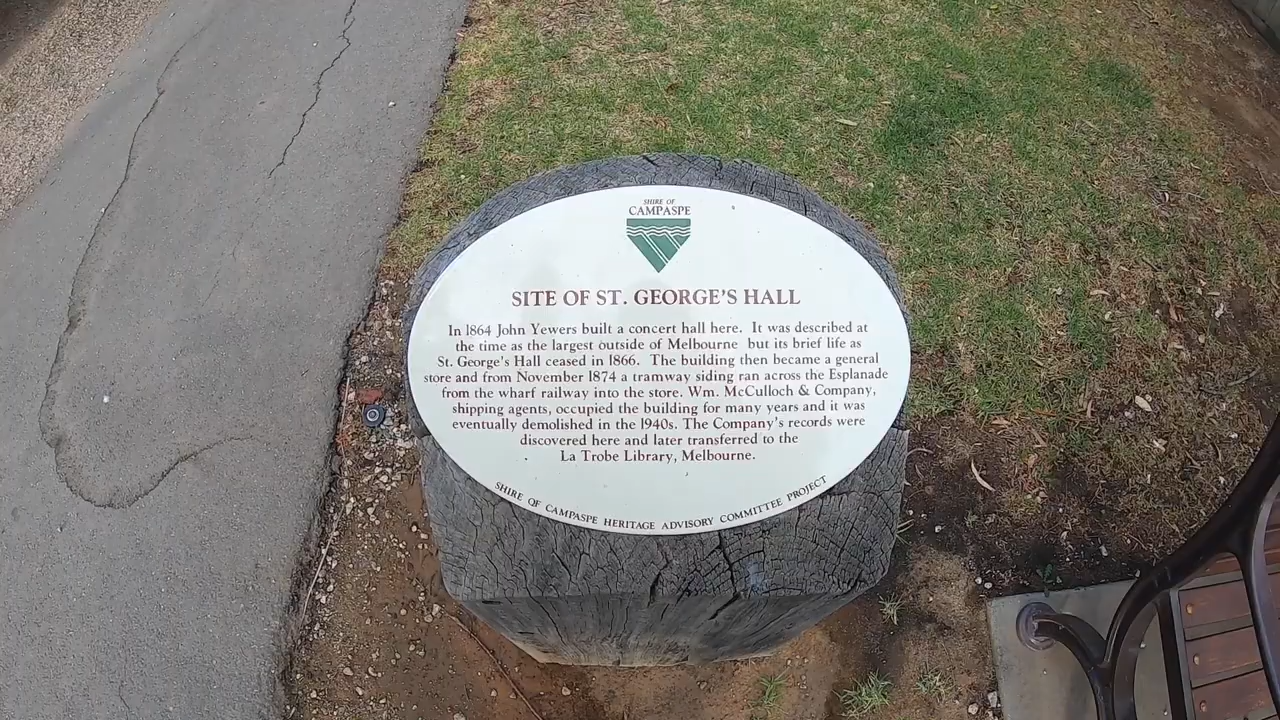 SHIRE OF
CAMPASPE
SITE OF ST. GEORGE'S HALL
In 1864 John Yewers built a concert hall here. It was described at
the time as the largest outside of Melbourne but its brief life as
St. George's Hall ceased in 1866. The building then became a general
store and from November 1874 a tramway siding ran across the Esplanade
from the wharf railway into the store. Wm. McCulloch & Company,
shipping agents, occupied the building for many years and it was
eventually demolished in the 1940s. The Company's records were
discovered here and later transferred to the
La Trobe Library, Melbourne.
SHIRE OF CAMPASPE HERITAGE ADVISORY COMMITTEE PROJECT